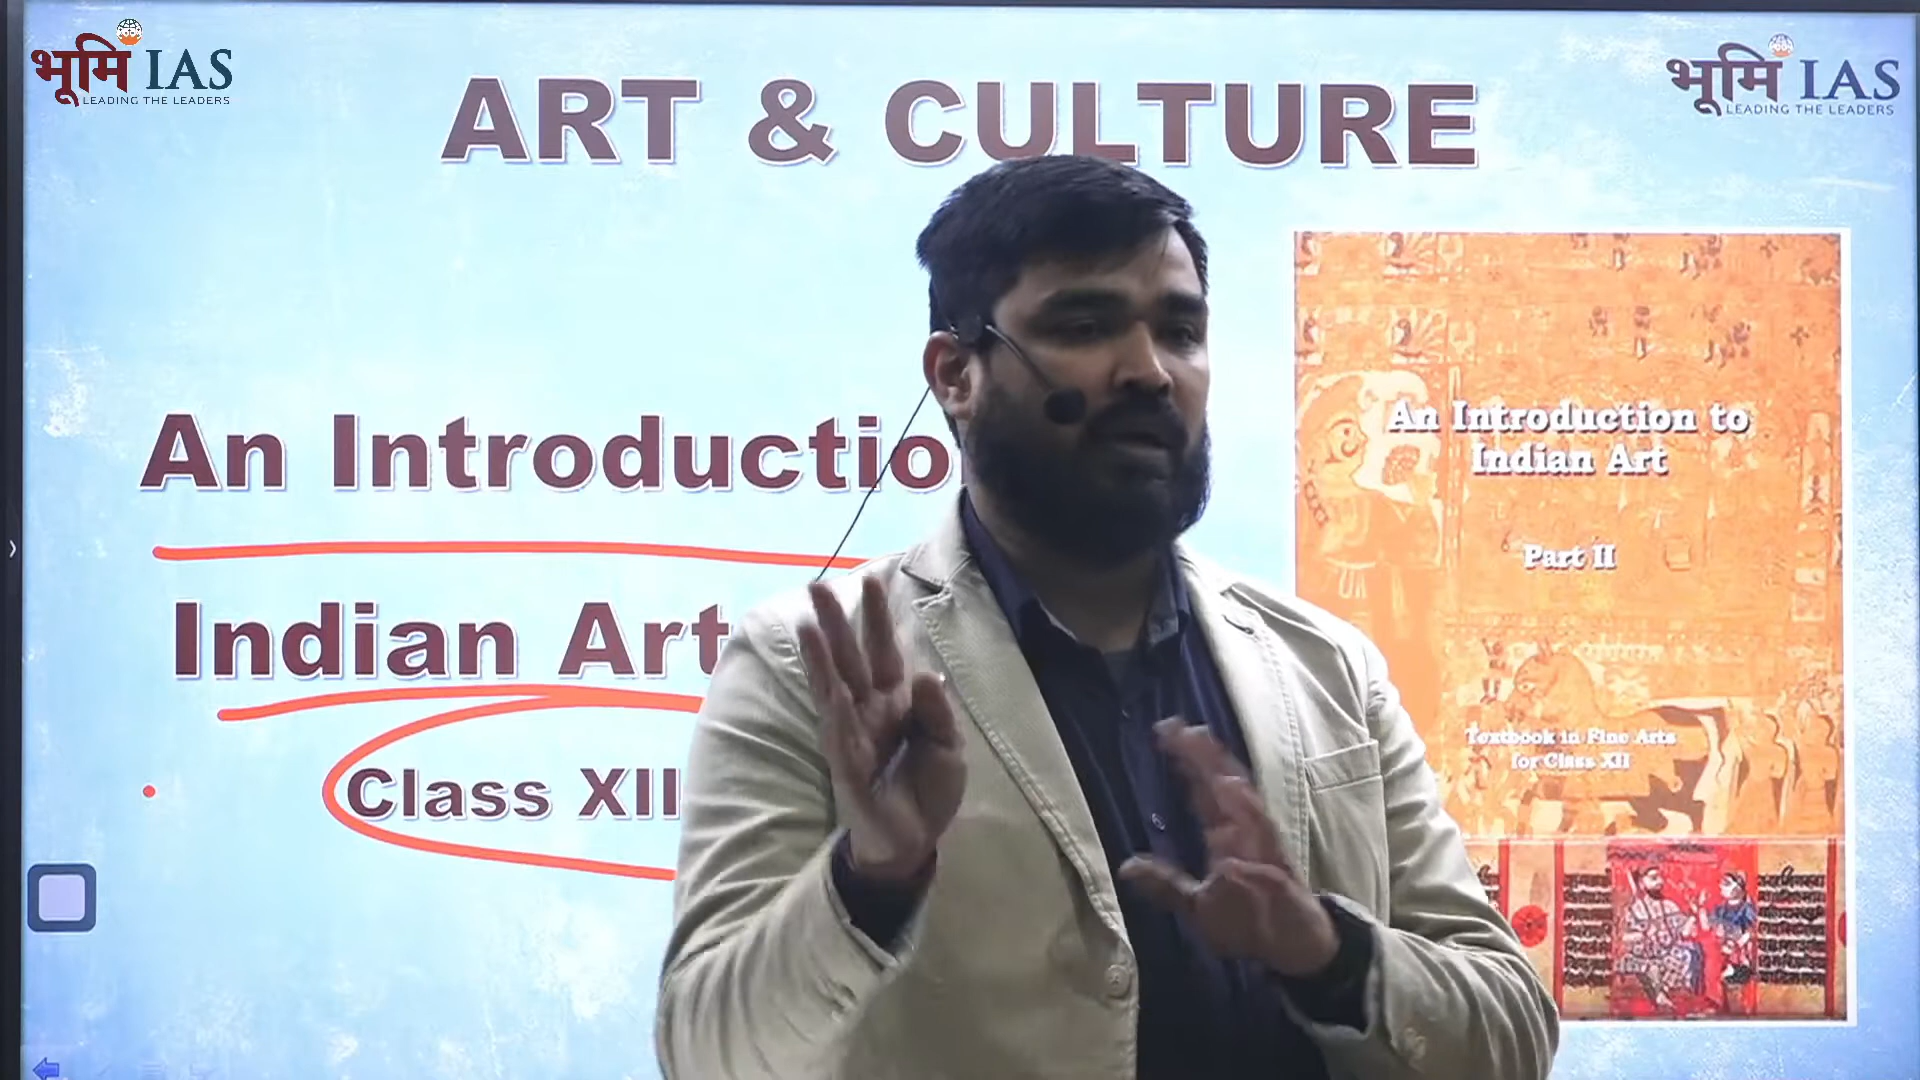 भूमि IAS
LEADING THE LEADERS
भूमि IAS
LEADING THE LEADERS
ART & CULTURE
An Introductio
Indian Art
Class XII
An Introduction to
Indian Art
Part II
Textbook in Fine Arts
for Class XII